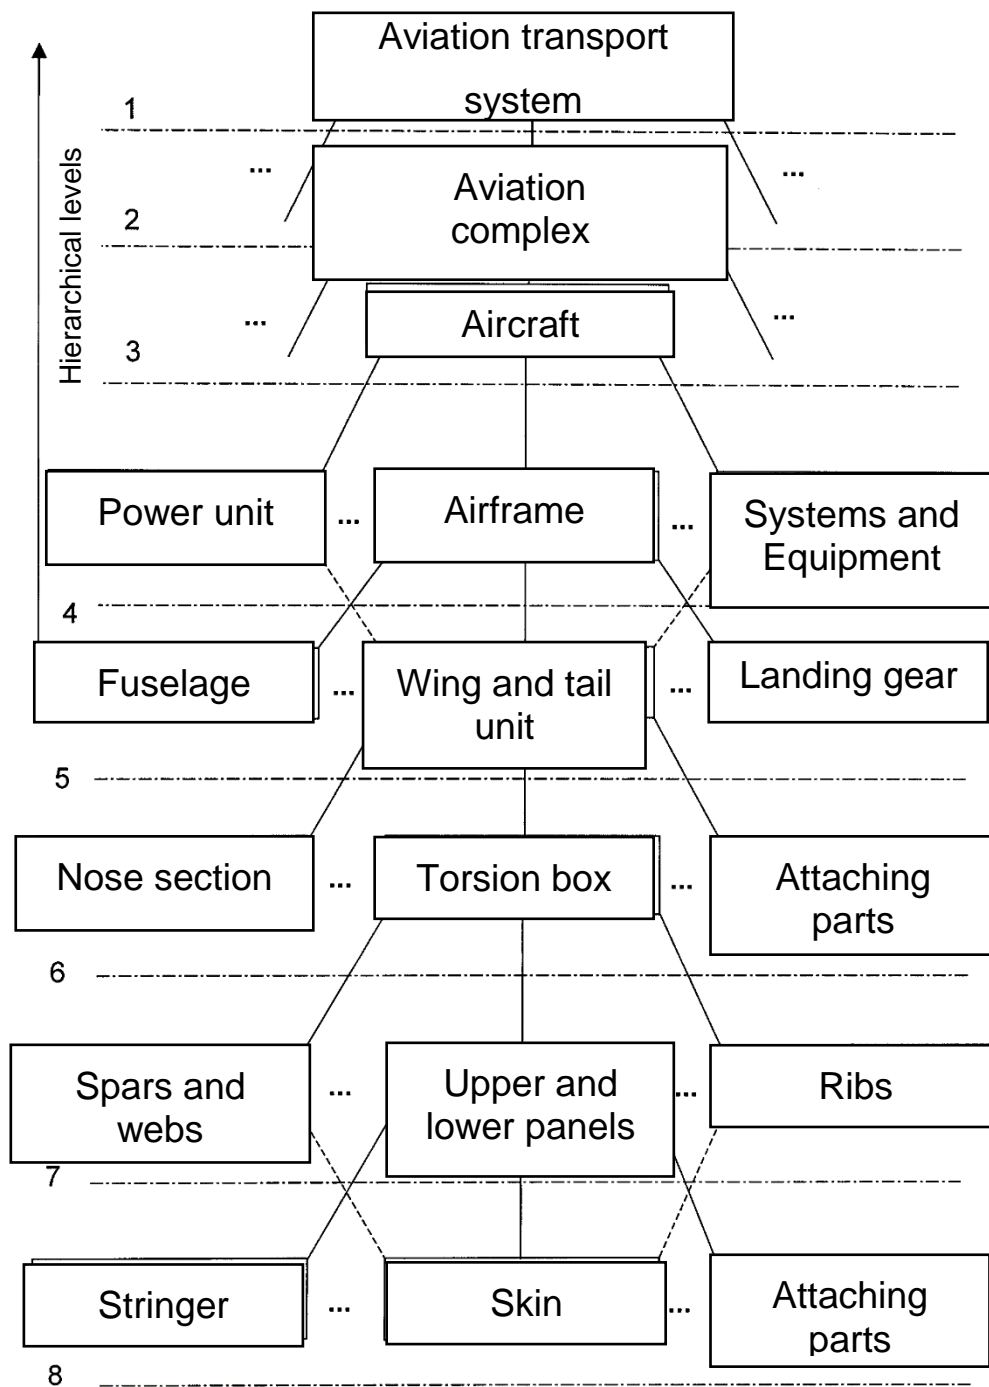 Aviation transport
system
1
Hierarchical levels
...
...
Aviation
complex
2
...
...
Aircraft
3
Power unit
...
Airframe
...
Systems and
Equipment
4
Fuselage
...
Wing and tail
unit
...
Landing gear
5
Nose section
...
Torsion box
...
Attaching
parts
6
Spars and
webs
...
Upper and
lower panels
...
Ribs
7
Stringer
...
Skin
...
Attaching
parts
8